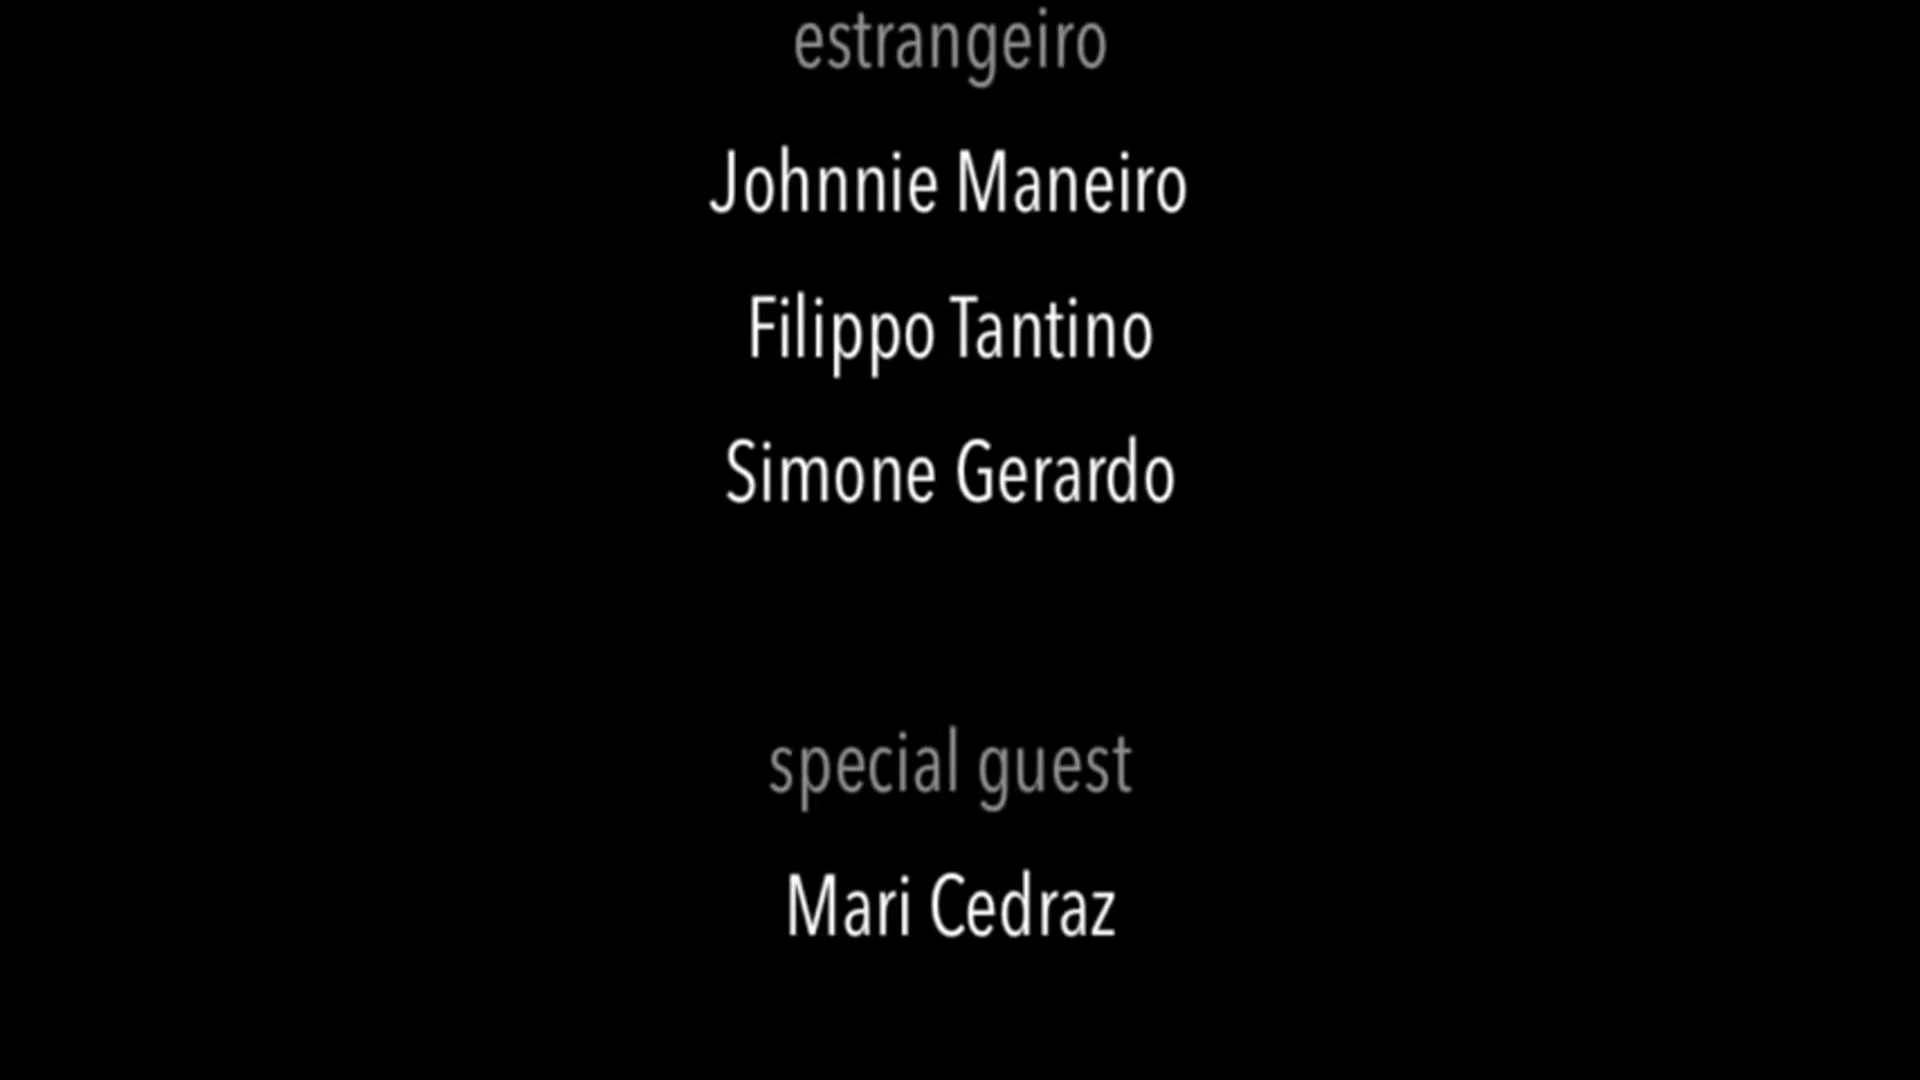 estrangeiro
Johnnie Maneiro
Filippo Tantino
Simone Gerardo
special guest
Mari Cedraz